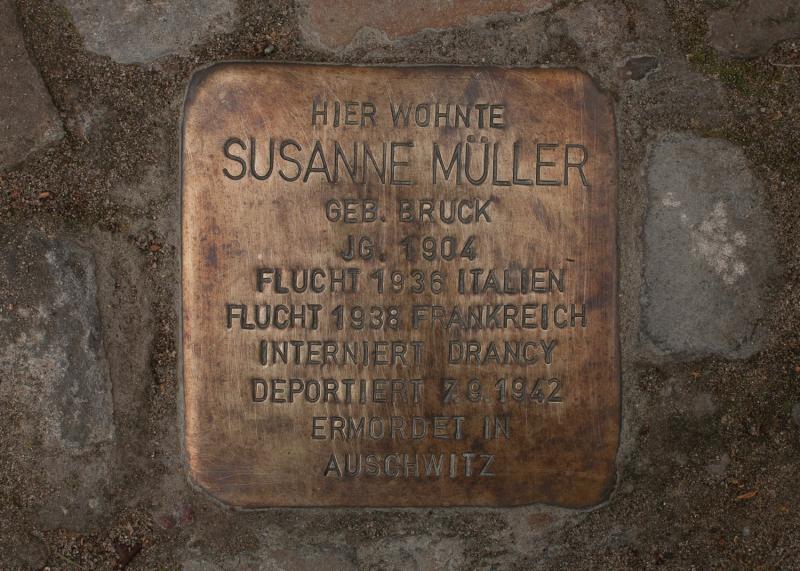 HIER WOHNTE
SUSANNE MÜLLER
GEB. BRUCK
JG. 1904
FLUCHT 1936 ITALIEN
FLUCHT 1938 FRANKREICH
INTERNIERT DRANCY
DEPORTIERT 7.9.1942
ERMORDET IN
AUSCHWITZ